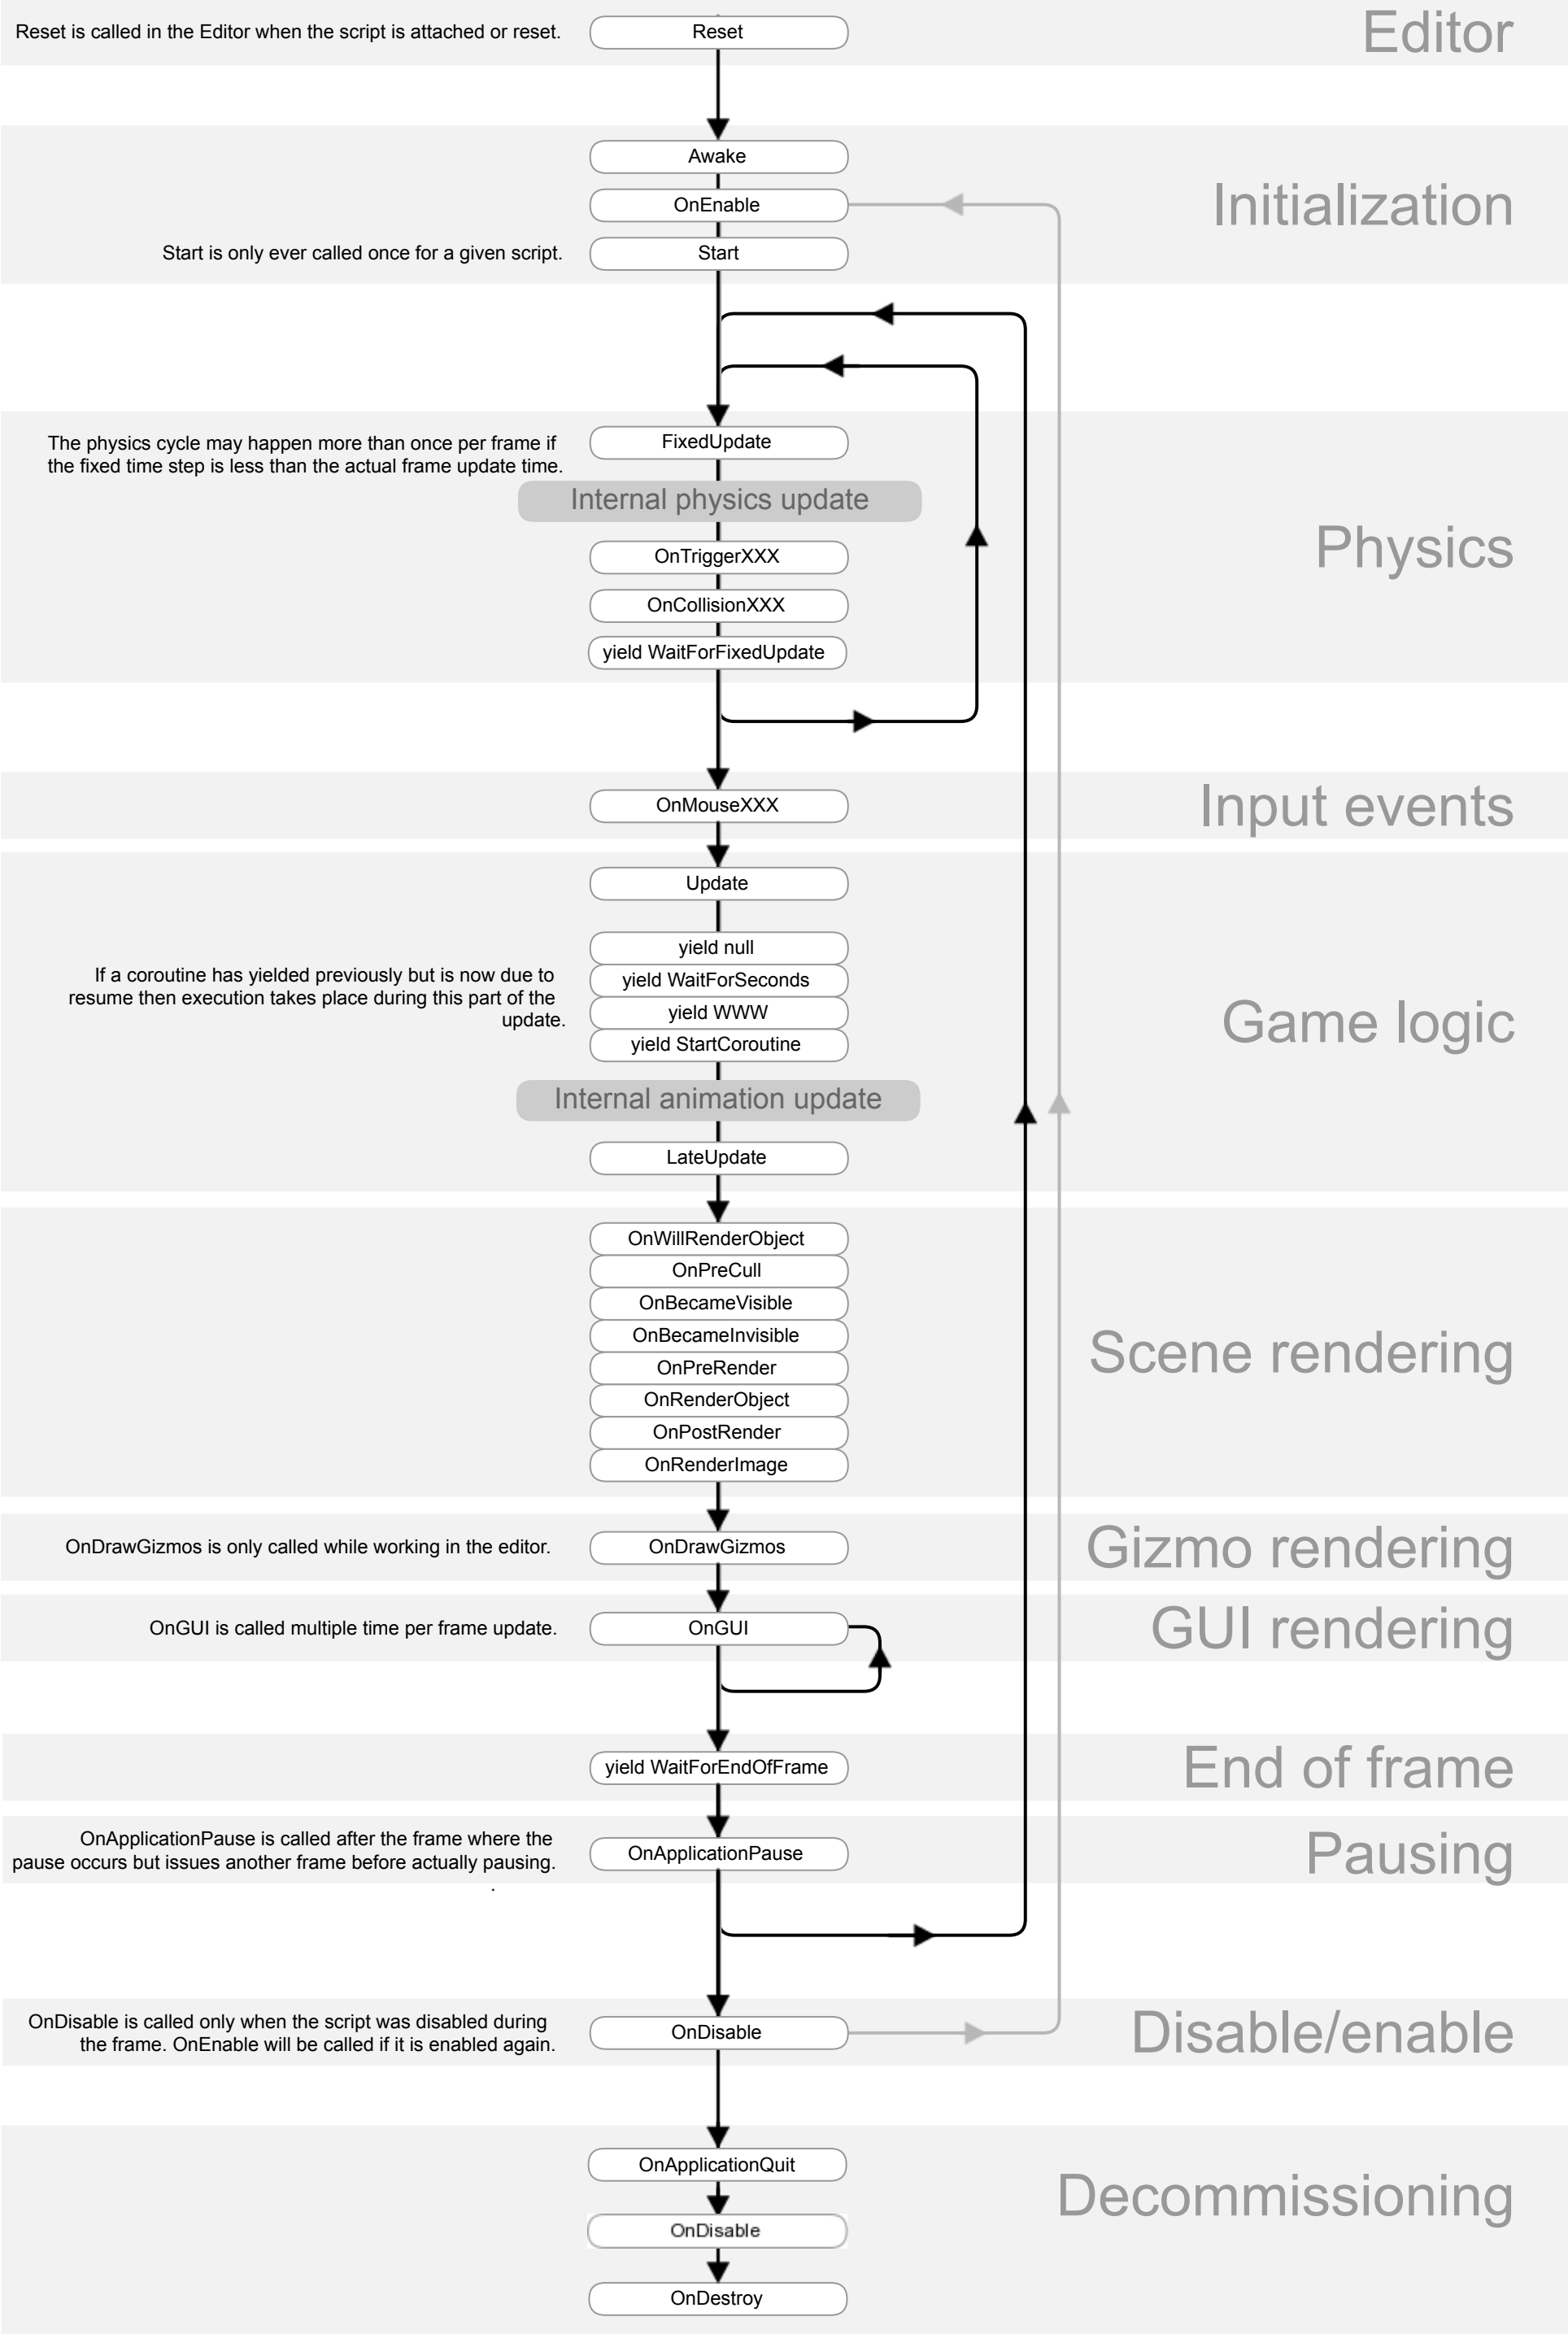 Reset is called in the Editor when the script is attached or reset.
Reset
Editor
Awake
OnEnable
Initialization
Start is only ever called once for a given script.
Start
The physics cycle may happen more than once per frame if
the fixed time step is less than the actual frame update time.
FixedUpdate
Internal physics update
OnTriggerXXX
Physics
OnCollisionXXX
yield WaitForFixedUpdate
OnMouseXXX
Input events
Update
yield null
If a coroutine has yielded previously but is now due to
resume then execution takes place during this part of the
update.
yield WaitForSeconds
yield WWW
yield StartCoroutine
Game logic
Internal animation update
LateUpdate
OnWillRenderObject
OnPreCull
OnBecameVisible
OnBecameInvisible
OnPreRender
OnRenderObject
OnPostRender
OnRenderImage
Scene rendering
OnDrawGizmos is only called while working in the editor.
OnDrawGizmos
Gizmo rendering
OnGUI is called multiple time per frame update.
OnGUI
GUI rendering
yield WaitForEndOfFrame
End of frame
OnApplicationPause is called after the frame where the
pause occurs but issues another frame before actually pausing.
.
OnApplicationPause
Pausing
OnDisable is called only when the script was disabled during
the frame. OnEnable will be called if it is enabled again.
OnDisable
Disable/enable
OnApplicationQuit
Decommissioning
OnDisable
OnDestroy